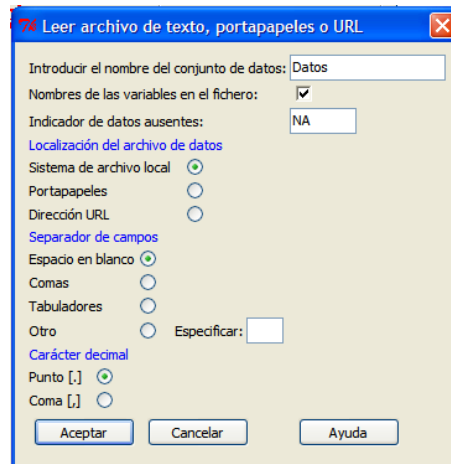 Leer archivo de texto, portapapeles o URL
Introducir el nombre del conjunto de datos: Datos
Nombres de las variables en el fichero:
Indicador de datos ausentes: NA
Localización del archivo de datos
Sistema de archivo local
Portapapeles
Dirección URL
Separador de campos
Espacio en blanco
Comas
Tabuladores
Otro Especificar:
Carácter decimal
Punto [.]
Coma [,]
Aceptar Cancelar Ayuda